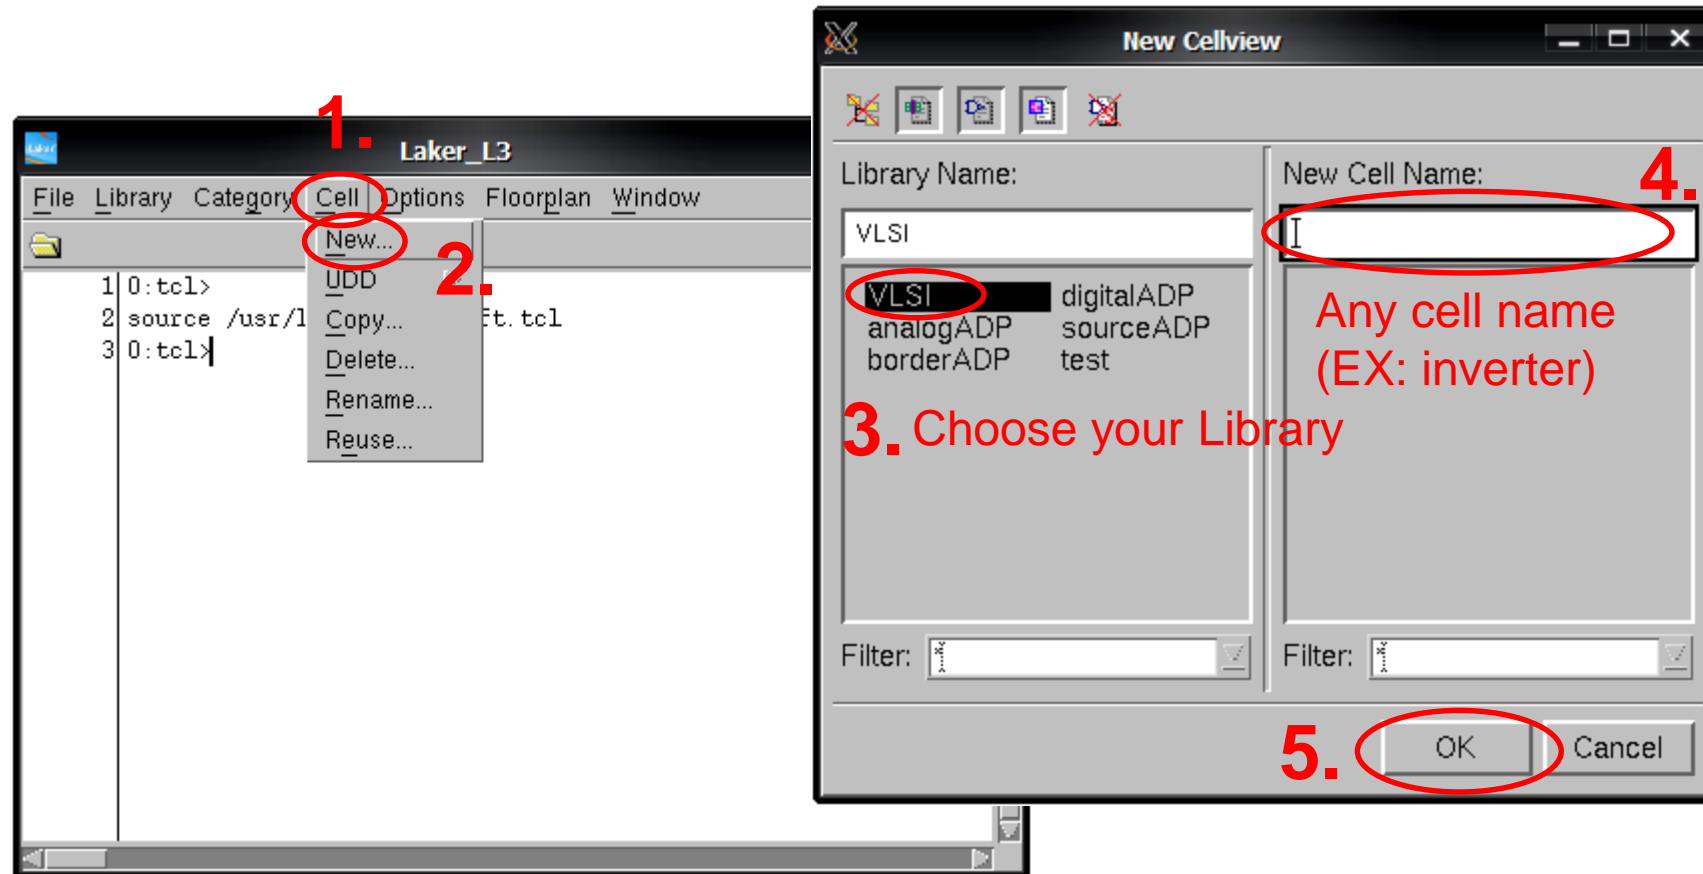 1.
Laker_L3
File Library Category Cell Options Floorplan Window
New...
2.
UDD
Copy...
Delete...
Rename...
Reuse...
1 0:tcl>
2 source /usr/l ft.tcl
3 0:tcl>
New Cellview
Library Name:
VLSI
VLSI digitalADP
analogADP sourceADP
borderADP test
3. Choose your Library
Filter: *
New Cell Name:
4.
Any cell name
(EX: inverter)
Filter: *
5.
OK Cancel